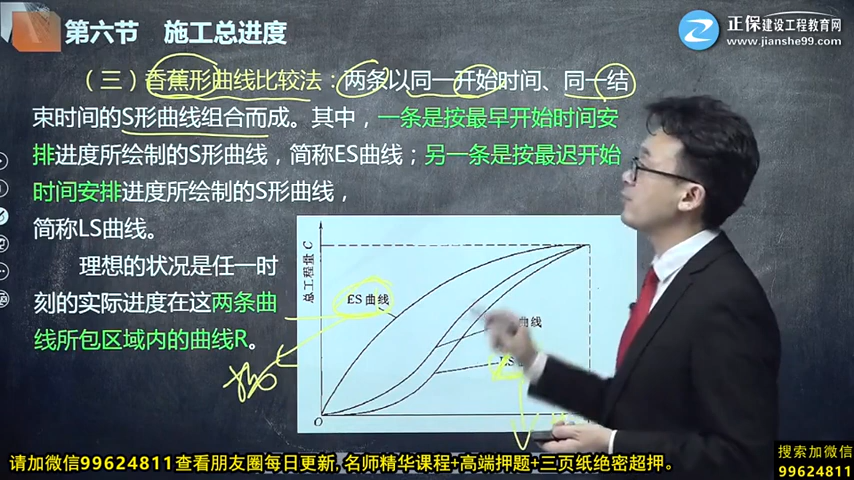 第六节 施工总进度
正保建设工程教育网
www.jianshe99.com
（三）香蕉形曲线比较法：两条以同一开始时间、同一结
束时间的S形曲线组合而成。其中，一条是按最早开始时间安
排进度所绘制的S形曲线，简称ES曲线；另一条是按最迟开始
时间安排进度所绘制的S形曲线，
简称LS曲线。
理想的状况是任一时
刻的实际进度在这两条曲
线所包区域内的曲线R。
总工程量 C
ES曲线
曲线
O
请加微信99624811查看朋友圈每日更新,名师精华课程+高端押题+三页纸绝密超押。
搜索加微信
99624811